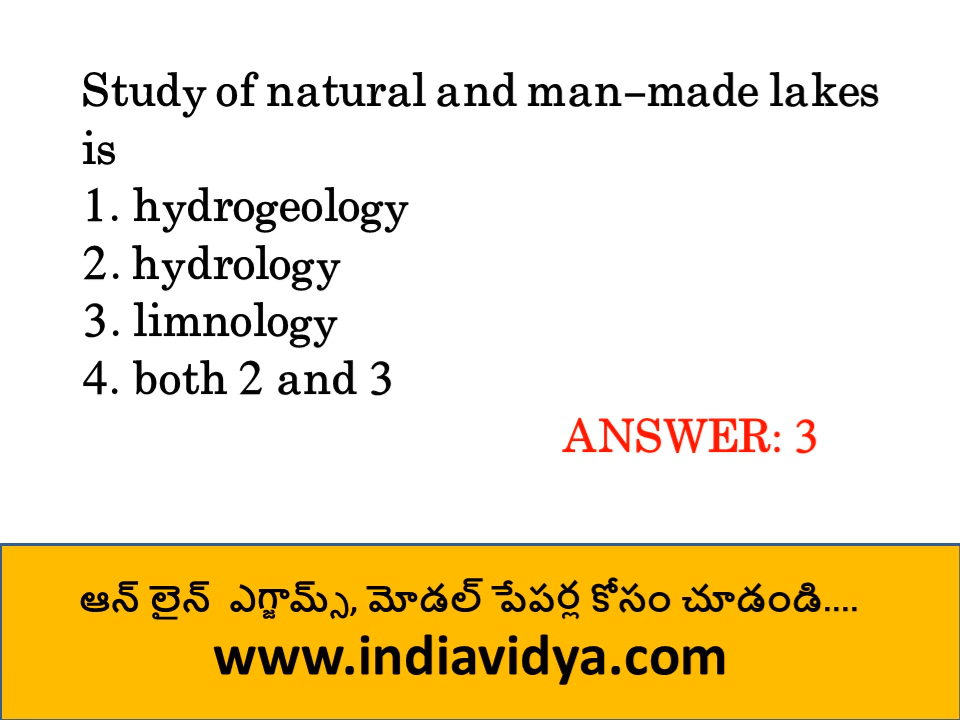 Study of natural and man-made lakes
is
1. hydrogeology
2. hydrology
3. limnology
4. both 2 and 3
ANSWER: 3
ఆన్ లైన్ ఎగ్జామ్స్, మోడల్ పేపర్ల కోసం చూడండి....
www.indiavidya.com